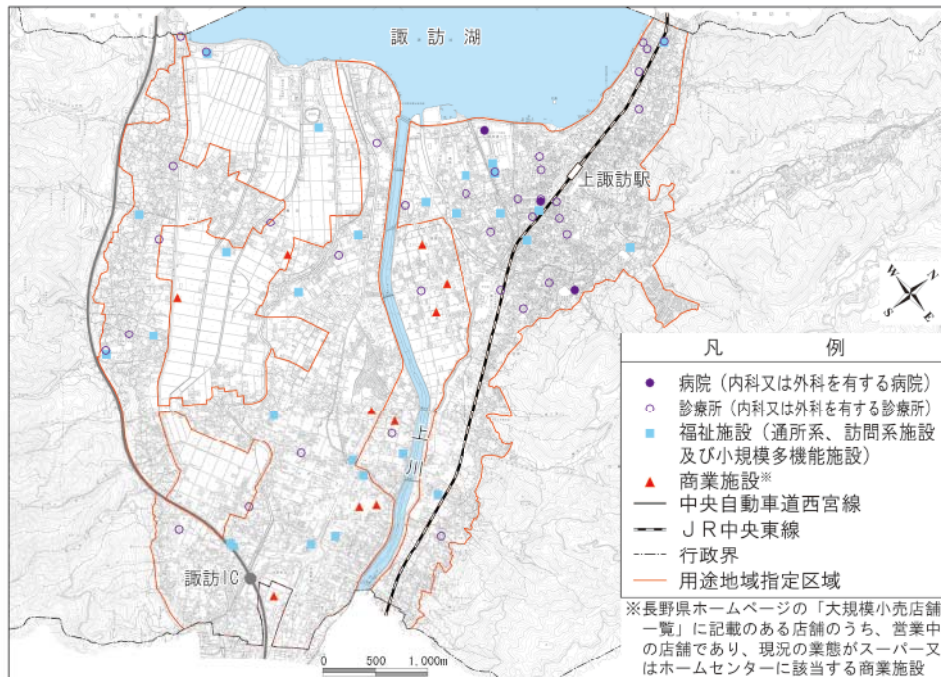 諏訪湖
上諏訪駅
上川
諏訪IC
W N
S E
0 500 1,000m
凡 例
病院（内科又は外科を有する病院）
診療所（内科又は外科を有する診療所）
福祉施設（通所系、訪問系施設
及び小規模多機能施設）
商業施設※
中央自動車道西宮線
ＪＲ中央東線
行政界
用途地域指定区域
※長野県ホームページの「大規模小売店舗
一覧」に記載のある店舗のうち、営業中
の店舗であり、現況の業態がスーパー又
はホームセンターに該当する商業施設